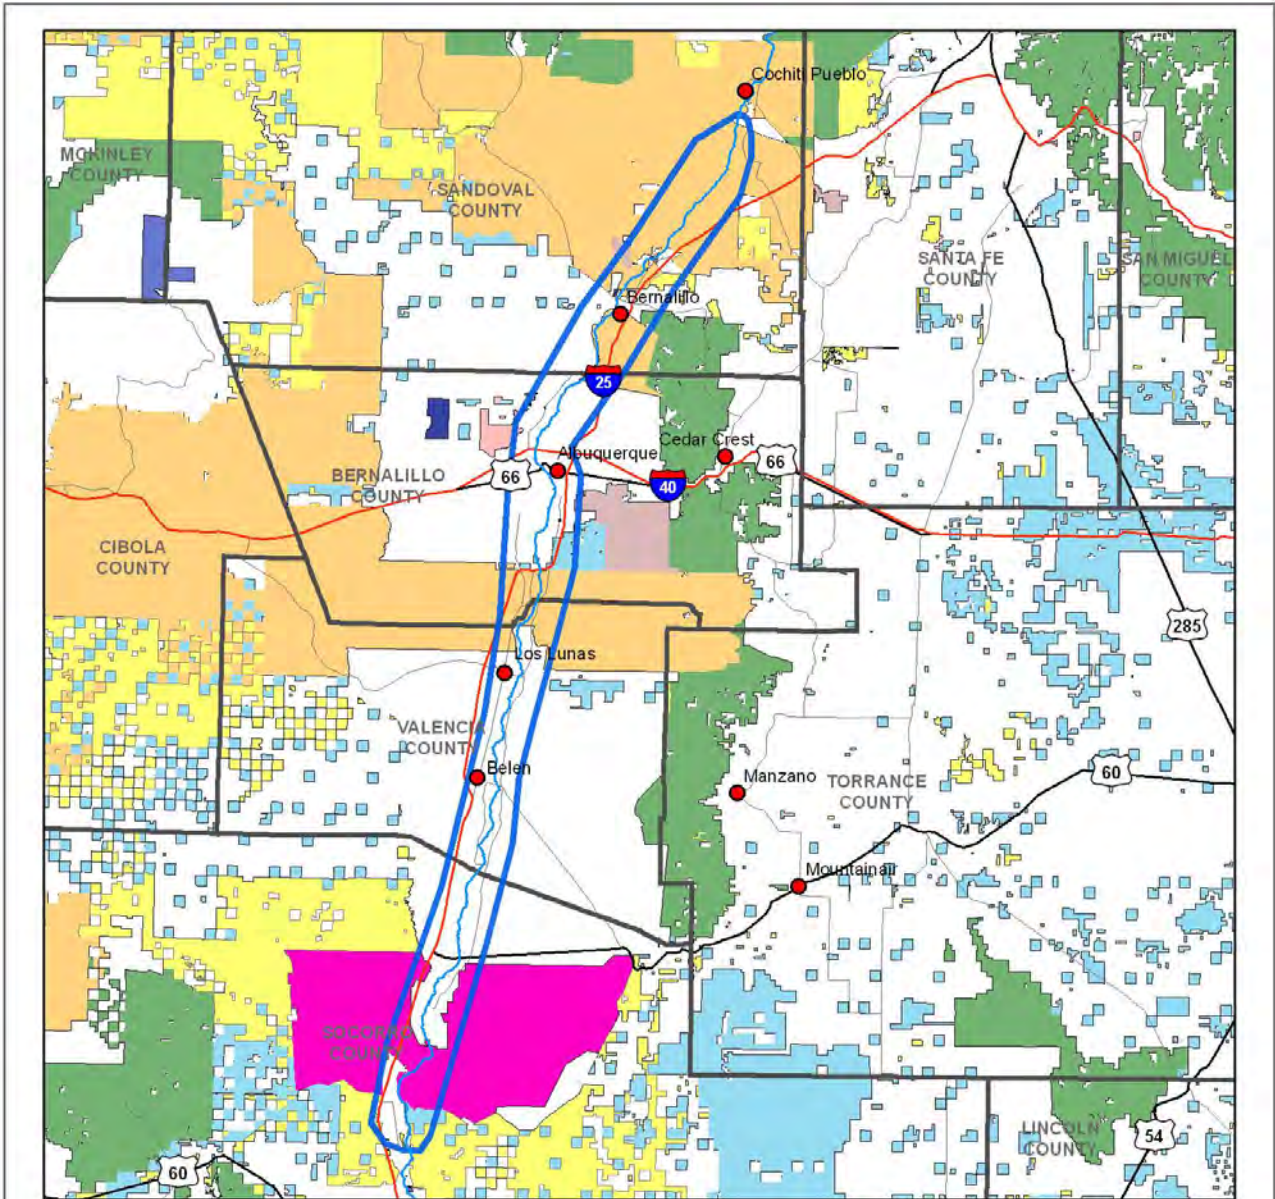 Cochiti Pueblo
MCKINLEY
COUNTY
SANDOVAL
COUNTY
SANTA FE
COUNTY
SAN MIGUEL
COUNTY
Bernalillo
25
Cedar Crest
Albuquerque
66
66
40
BERNALILLO
COUNTY
CIBOLA
COUNTY
285
Los Lunas
VALENCIA
COUNTY
Belen
60
Manzano
TORRANCE
COUNTY
Mountainair
SOCORRO
COUNTY
LINCOLN
COUNTY
54
60